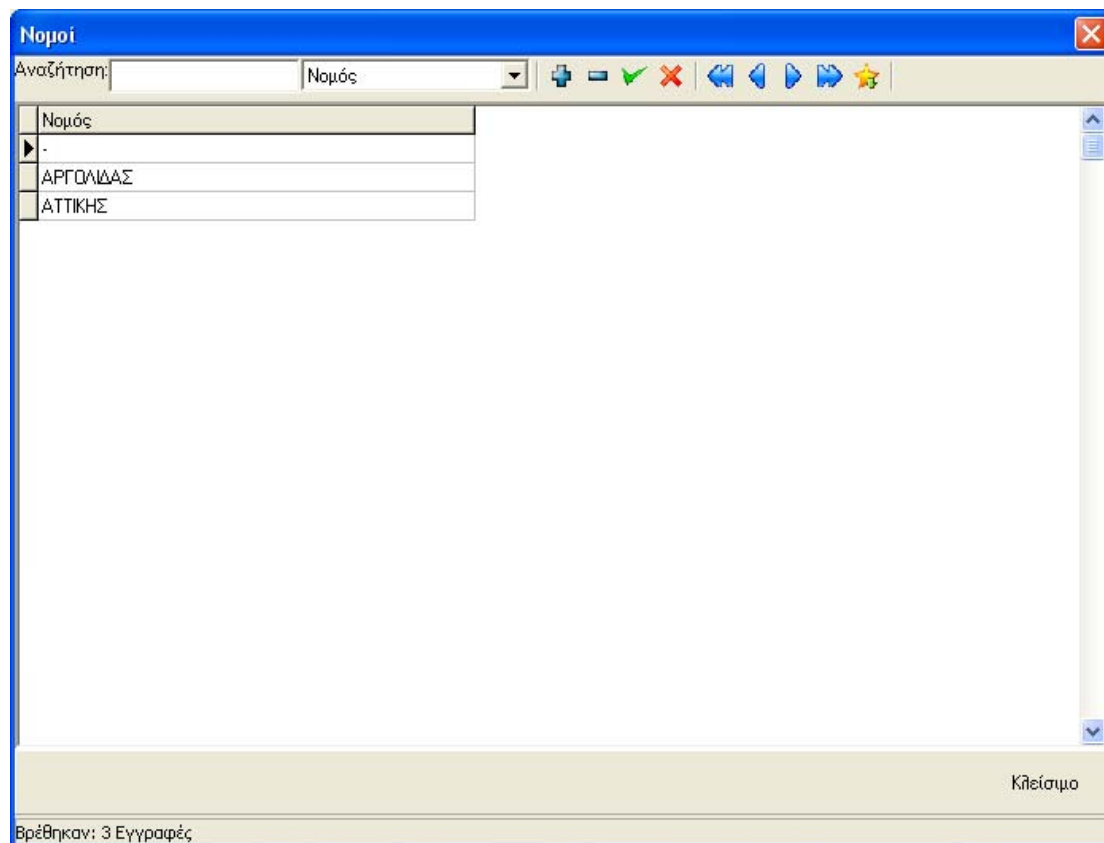 Νομοί
Αναζήτηση: Νομός
Νομός
-
ΑΡΓΟΛΙΔΑΣ
ΑΤΤΙΚΗΣ
Κλείσιμο
Βρέθηκαν: 3 Εγγραφές